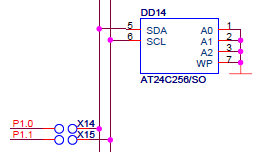 DD14
5 SDA A0 1
6 SCL A1 2
A2 3
WP 7
AT24C256/SO
P1.0 X14
P1.1 X15